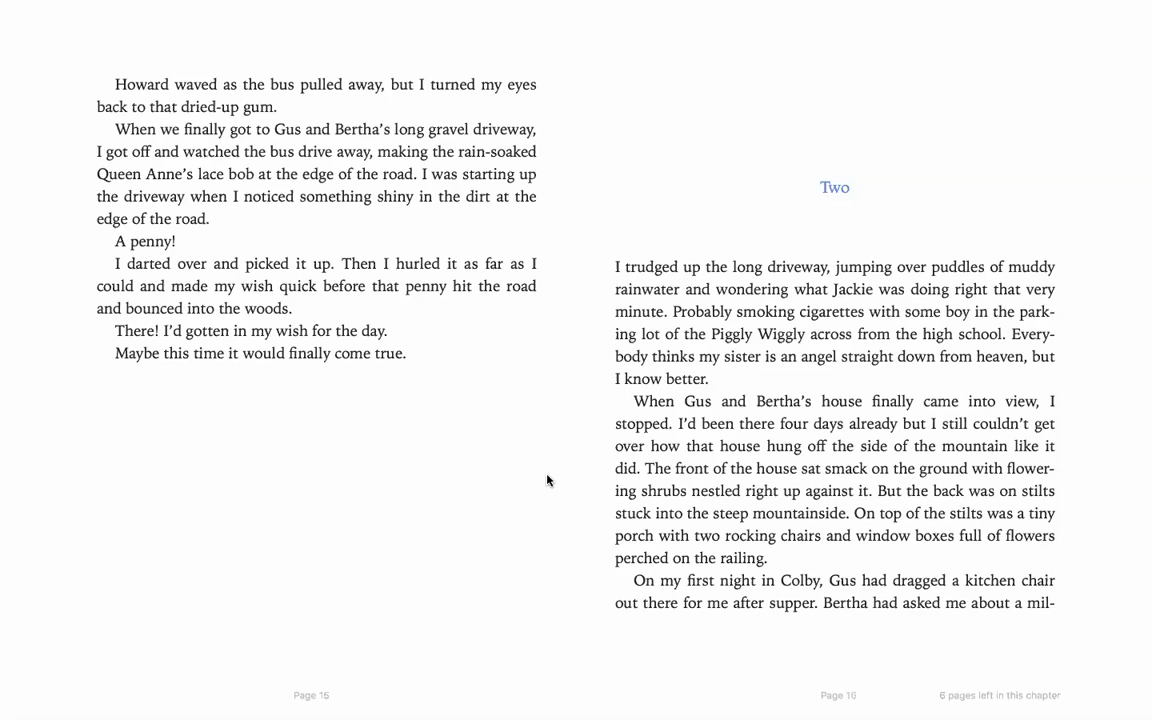 Howard waved as the bus pulled away, but I turned my eyes
back to that dried-up gum.
When we finally got to Gus and Bertha’s long gravel driveway,
I got off and watched the bus drive away, making the rain-soaked
Queen Anne’s lace bob at the edge of the road. I was starting up
the driveway when I noticed something shiny in the dirt at the
edge of the road.
A penny!
I darted over and picked it up. Then I hurled it as far as I
could and made my wish quick before that penny hit the road
and bounced into the woods.
There! I’d gotten in my wish for the day.
Maybe this time it would finally come true.
Page 15
Two
I trudged up the long driveway, jumping over puddles of muddy
rainwater and wondering what Jackie was doing right that very
minute. Probably smoking cigarettes with some boy in the park-
ing lot of the Piggly Wiggly across from the high school. Every-
body thinks my sister is an angel straight down from heaven, but
I know better.
When Gus and Bertha’s house finally came into view, I
stopped. I’d been there four days already but I still couldn’t get
over how that house hung off the side of the mountain like it
did. The front of the house sat smack on the ground with flower-
ing shrubs nestled right up against it. But the back was on stilts
stuck into the steep mountainside. On top of the stilts was a tiny
porch with two rocking chairs and window boxes full of flowers
perched on the railing.
On my first night in Colby, Gus had dragged a kitchen chair
out there for me after supper. Bertha had asked me about a mil-
Page 16
6 pages left in this chapter